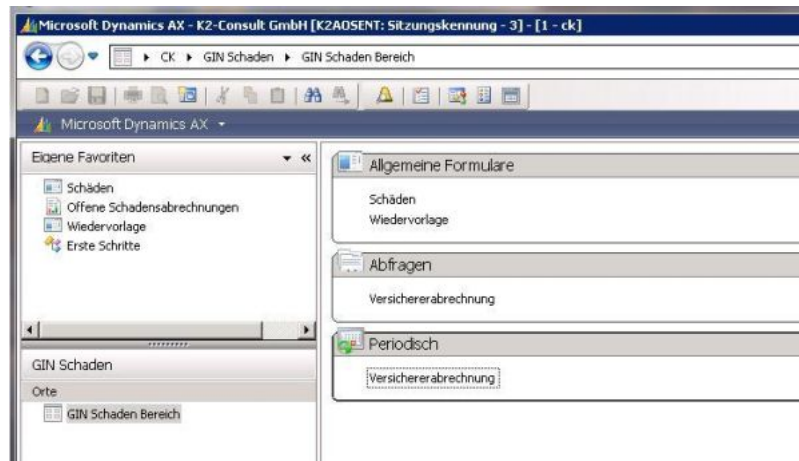 Microsoft Dynamics AX - K2-Consult GmbH [K2AOSENT: Sitzungskennung - 3] - [1 - ck]
CK ▸ GIN Schaden ▸ GIN Schaden Bereich
Microsoft Dynamics AX
Eigene Favoriten
Schäden
Offene Schadensabrechnungen
Wiedervorlage
Erste Schritte
GIN Schaden
Orte
GIN Schaden Bereich
Allgemeine Formulare
Schäden
Wiedervorlage
Abfragen
Versichererabrechnung
Periodisch
Versichererabrechnung